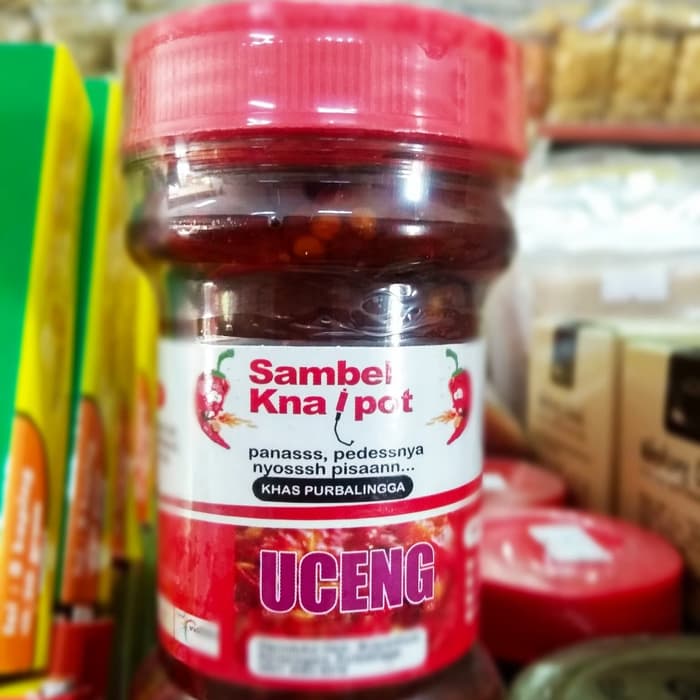 Sambel
Knalpot
panasss, pedessnya
nyosssh pisaann...
KHAS PURBALINGGA
UCENG